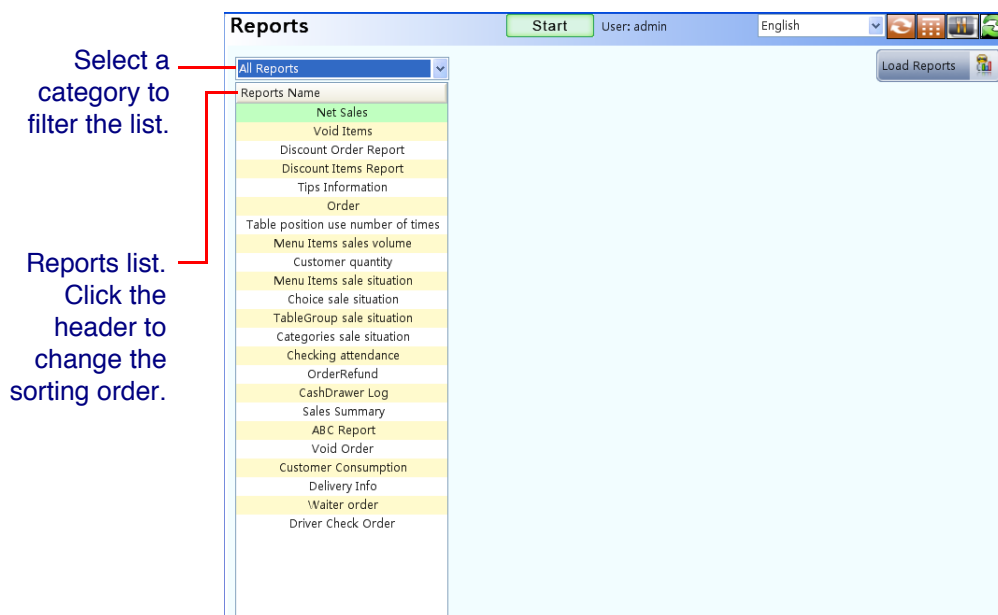 Reports
Start
User: admin
English
Select a
category to
filter the list.
All Reports
Load Reports
Reports Name
Net Sales
Void Items
Discount Order Report
Discount Items Report
Tips Information
Order
Table position use number of times
Menu Items sales volume
Customer quantity
Menu Items sale situation
Choice sale situation
TableGroup sale situation
Categories sale situation
Checking attendance
OrderRefund
CashDrawer Log
Sales Summary
ABC Report
Void Order
Customer Consumption
Delivery Info
Waiter order
Driver Check Order
Reports list.
Click the
header to
change the
sorting order.